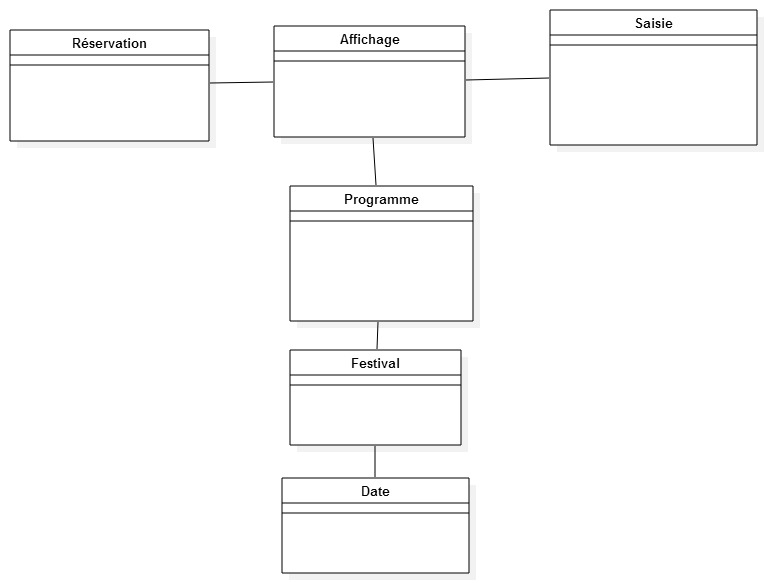 Réservation
Affichage
Saisie
Programme
Festival
Date